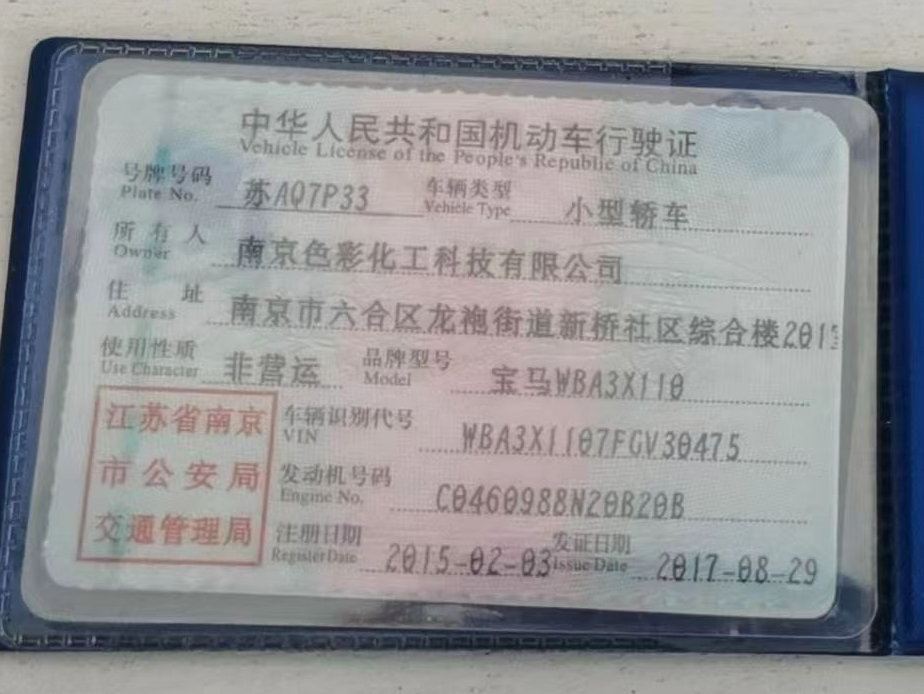 中华人民共和国机动车行驶证
Vehicle License of the People's Republic of China
号牌号码 苏AQ7P33 车辆类型 小型轿车
Plate No. Vehicle Type
所有人 南京色彩化工科技有限公司
Owner
住址 南京市六合区龙袍街道新桥社区综合楼201室
Address
使用性质 非营运 品牌型号 宝马WBA3X110
Use Character Model
江苏省南京
市公安局
交通管理局
车辆识别代号 WBA3X1107FGV30475
VIN
发动机号码 C0460988N20B20B
Engine No.
注册日期 2015-02-03 发证日期 2017-08-29
Register Date Issue Date